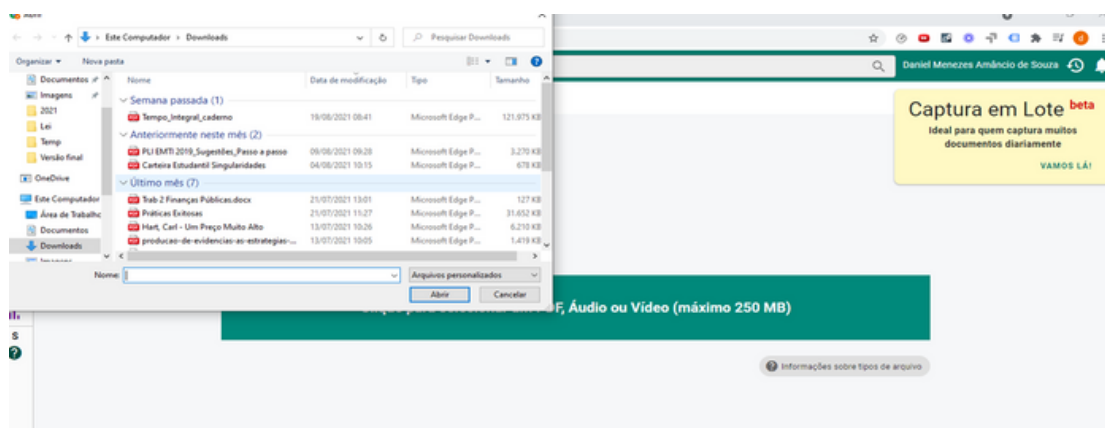 Abrir
Este Computador > Downloads
Pesquisar Downloads
Organizar
Nova pasta
Documentos
Imagens
2021
Lei
Temp
Versão final
OneDrive
Este Computador
Área de Trabalho
Documentos
Downloads
Nome
Data de modificação
Tipo
Tamanho
Semana passada (1)
Tempo_Integral_caderno 19/08/2021 08:41 Microsoft Edge P... 121.975 KB
Anteriormente neste mês (2)
PLI EMTI 2019_Sugestões_Passo a passo 09/08/2021 09:28 Microsoft Edge P... 3.270 KB
Carteira Estudantil Singularidades 04/08/2021 10:15 Microsoft Edge P... 678 KB
Último mês (7)
Trab 2 Finanças Públicas.docx 21/07/2021 13:01 Microsoft Edge P... 127 KB
Práticas Exitosas 21/07/2021 11:27 Microsoft Edge P... 31.652 KB
Hart, Carl - Um Preço Muito Alto 13/07/2021 10:26 Microsoft Edge P... 6.210 KB
producao-de-evidencias-as-estrategias-... 13/07/2021 10:05 Microsoft Edge P... 1.419 KB
Nome:
Arquivos personalizados
Abrir
Cancelar
Daniel Menezes Amâncio de Souza
Captura em Lote beta
Ideal para quem captura muitos
documentos diariamente
VAMOS LÁ!
Áudio ou Vídeo (máximo 250 MB)
Informações sobre tipos de arquivo